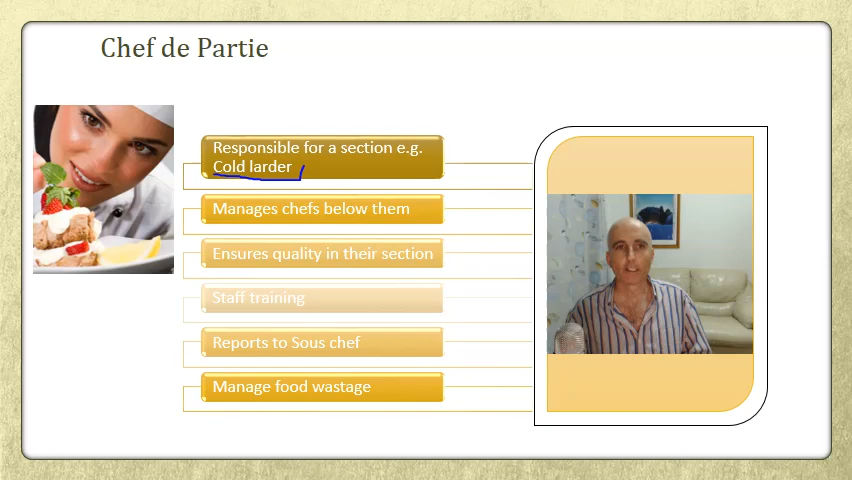 Chef de Partie
Responsible for a section e.g.
Cold larder
Manages chefs below them
Ensures quality in their section
Staff training
Reports to Sous chef
Manage food wastage